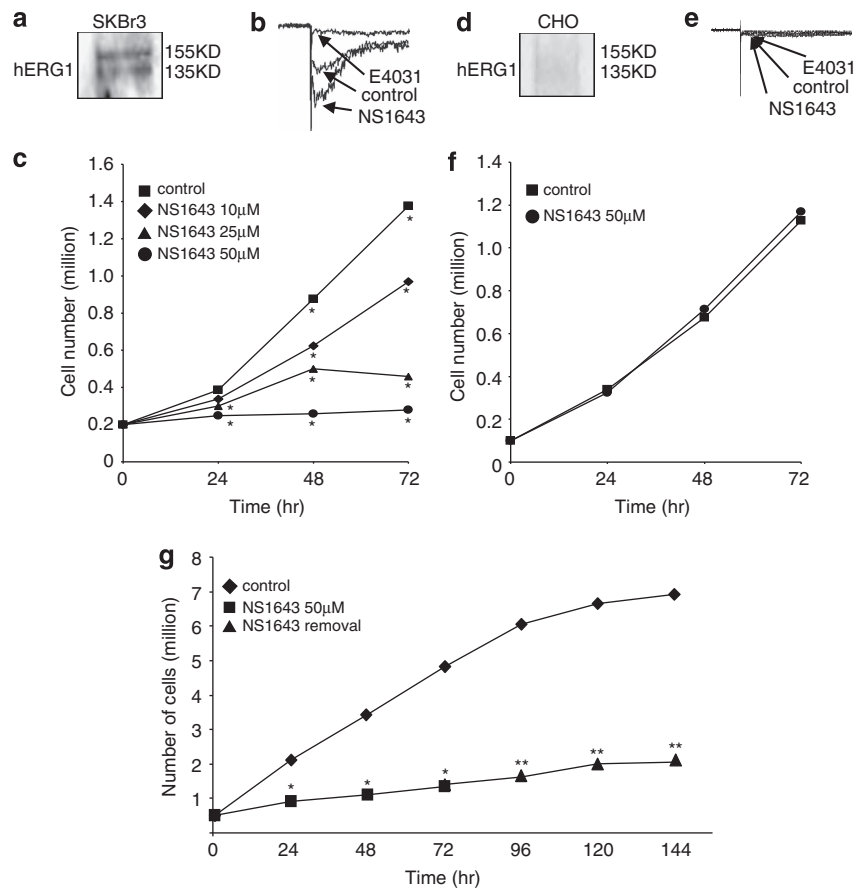 a
SKBr3
hERG1
155KD
135KD
b
E4031
control
NS1643
d
CHO
hERG1
155KD
135KD
e
E4031
control
NS1643
c
Cell number (million)
1.6
1.4
1.2
1.0
0.8
0.6
0.4
0.2
0
control
NS1643 10μM
NS1643 25μM
NS1643 50μM
* * * * * * * * * *
0 24 48 72
Time (hr)
f
Cell number (million)
1.4
1.2
1.0
0.8
0.6
0.4
0.2
0
control
NS1643 50μM
0 24 48 72
Time (hr)
g
Number of cells (million)
8
7
6
5
4
3
2
1
control
NS1643 50μM
NS1643 removal
* * * ** ** **
0 24 48 72 96 120 144
Time (hr)